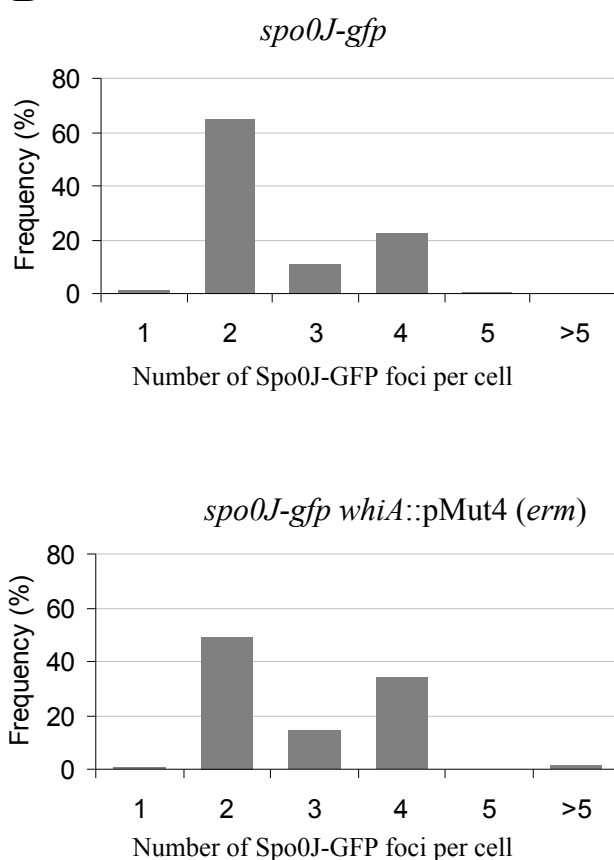 spo0J-gfp
Frequency (%)
80
60
40
20
0
1 2 3 4 5 >5
Number of Spo0J-GFP foci per cell
spo0J-gfp whiA::pMut4 (erm)
Frequency (%)
80
60
40
20
0
1 2 3 4 5 >5
Number of Spo0J-GFP foci per cell